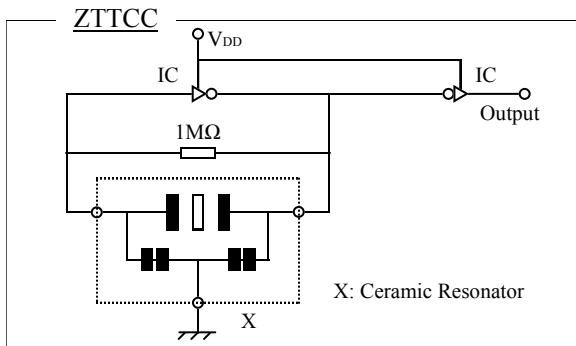 ZTTCC
VDD
IC
IC
Output
1MΩ
X: Ceramic Resonator
X